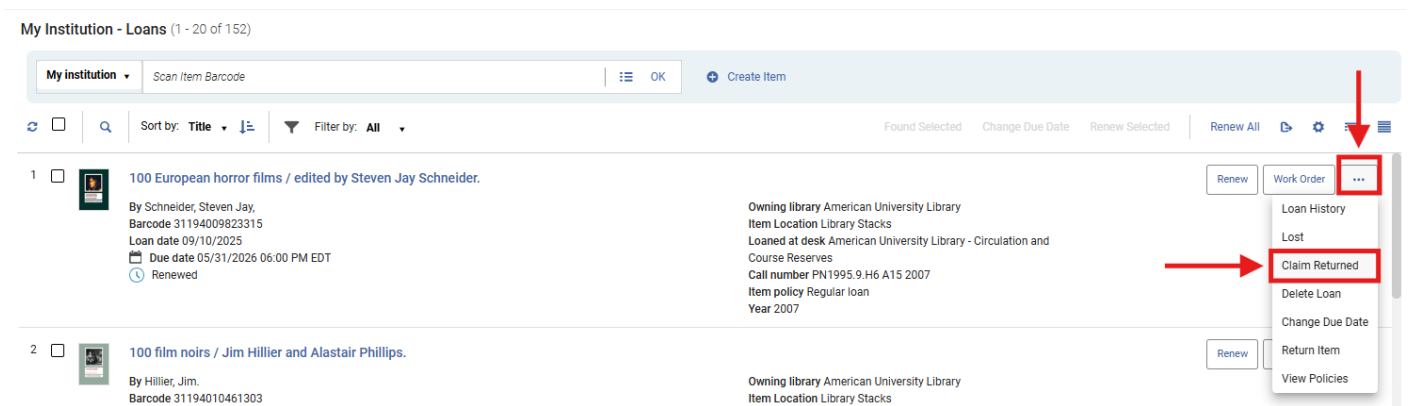 My Institution - Loans (1 - 20 of 152)
My institution Scan Item Barcode OK Create Item
Sort by: Title Filter by: All Found Selected Change Due Date Renew Selected Renew All
1 100 European horror films / edited by Steven Jay Schneider. Renew Work Order
By Schneider, Steven Jay, Owning library American University Library Loan History
Barcode 31194009823315 Item Location Library Stacks
Lost
Loan date 09/10/2025 Loaned at desk American University Library - Circulation and
Due date 05/31/2026 06:00 PM EDT Course Reserves Claim Returned
Renewed Call number PN1995.9.H6 A15 2007
Item policy Regular loan Delete Loan
Year 2007
Change Due Date
2 100 film noirs / Jim Hillier and Alastair Phillips. Renew Return Item
By Hillier, Jim. Owning library American University Library View Policies
Barcode 31194010461303 Item Location Library Stacks